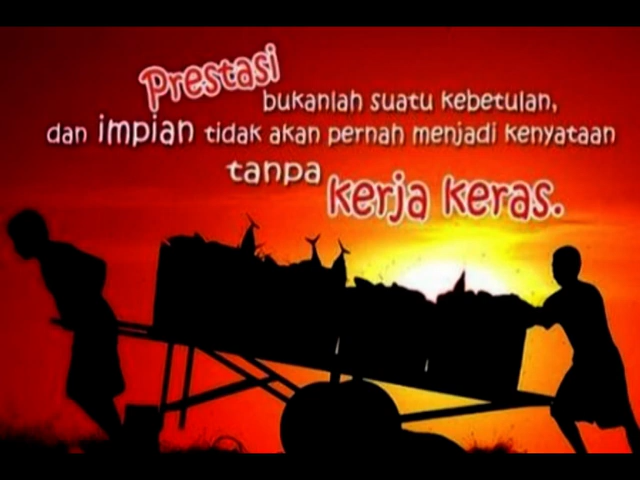 Prestasi
bukanlah suatu kebetulan,
dan impian tidak akan pernah menjadi kenyataan
tanpa
kerja keras.